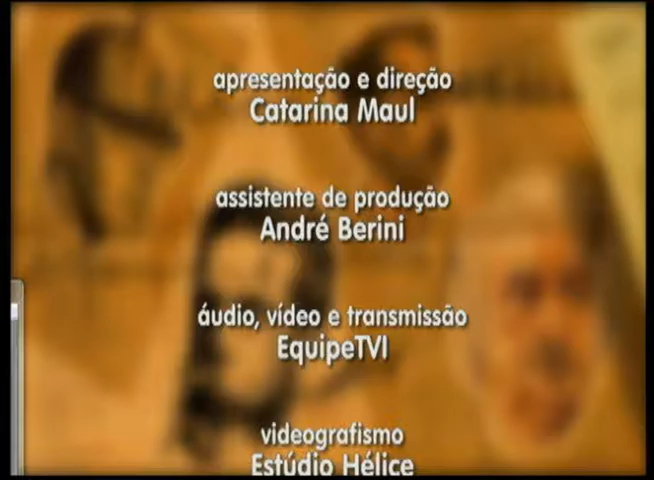 apresentação e direção
Catarina Maul
assistente de produção
André Berini
áudio, vídeo e transmissão
EquipeTVI
videografismo
Estúdio Hélice